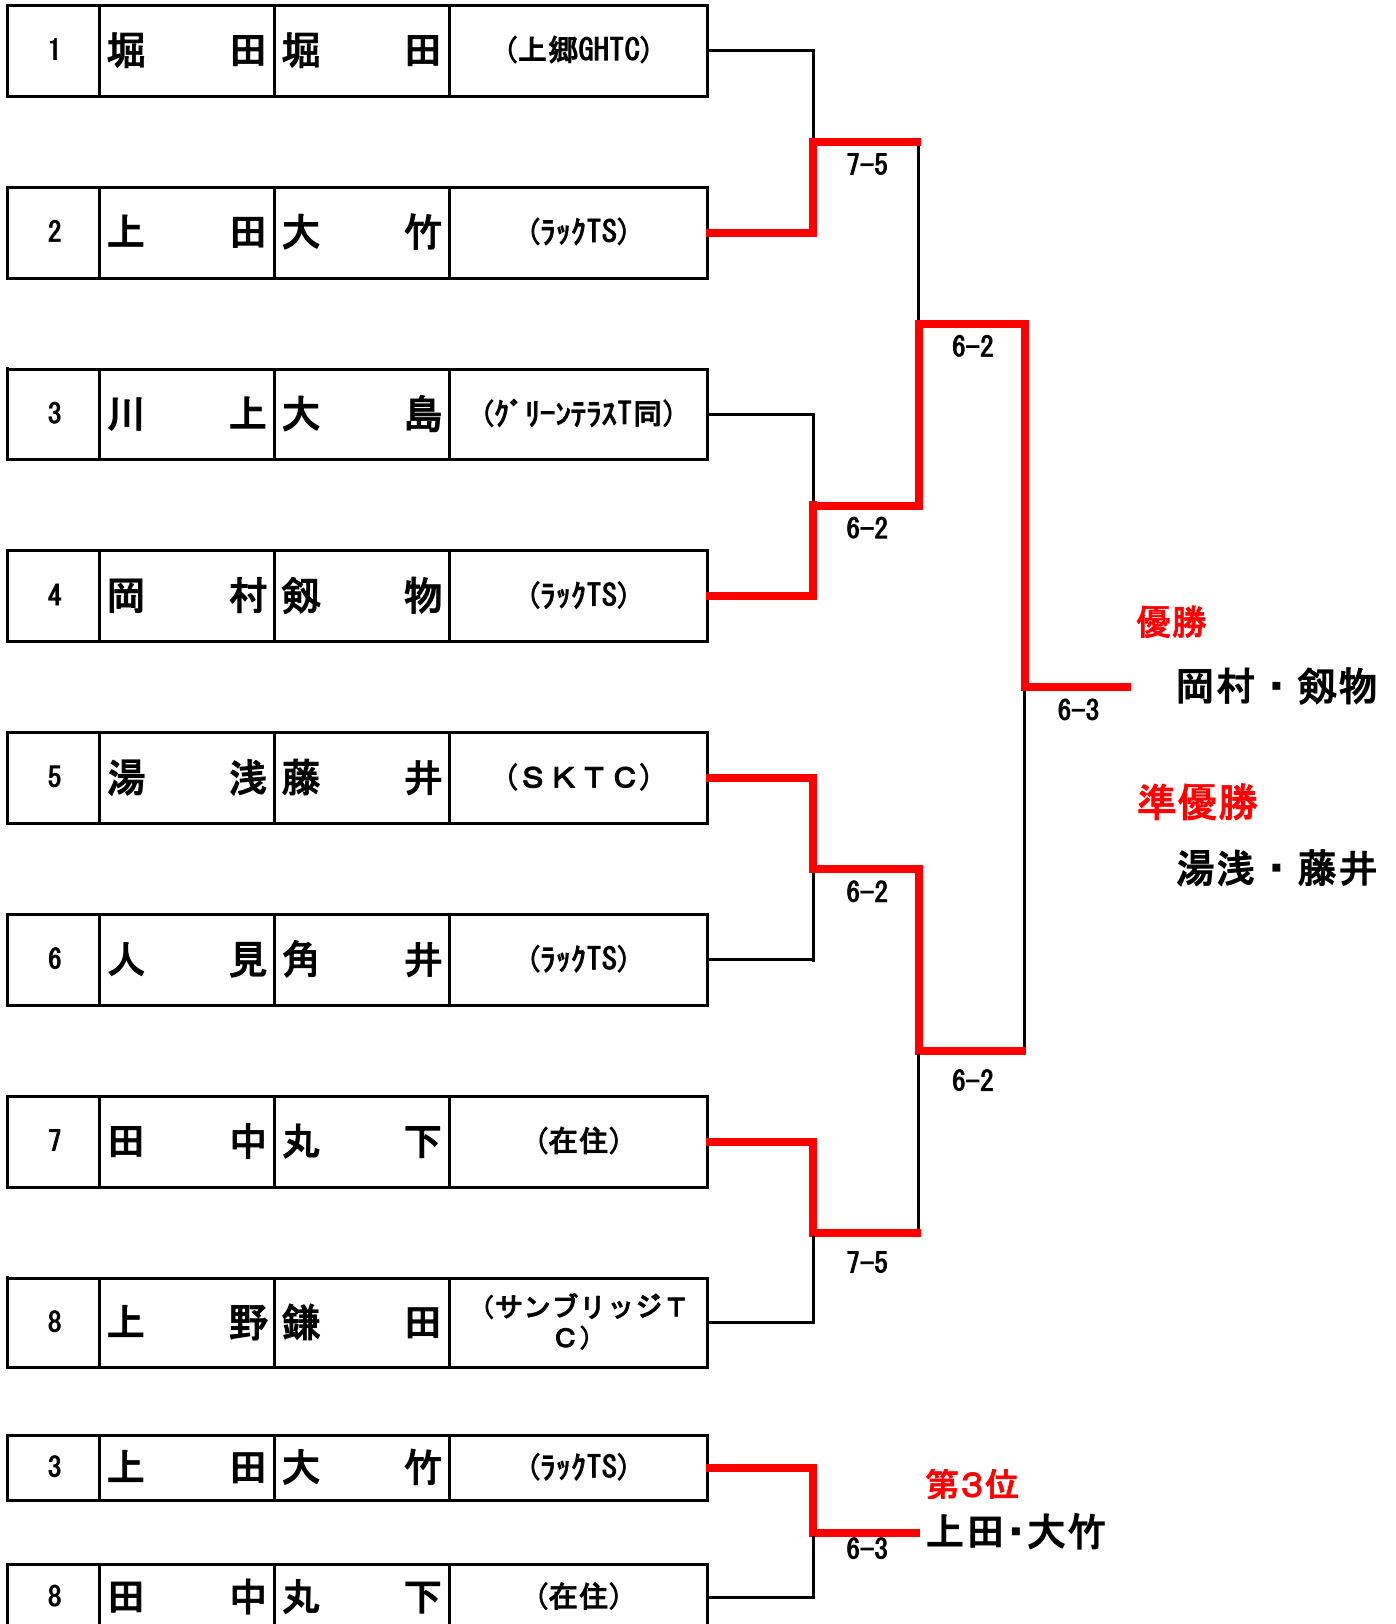 1 堀 田 堀 田 (上郷GHTC)
7-5
2 上 田 大 竹 (ﾗｯｸTS)
6-2
3 川 上 大 島 (ｸﾞﾘｰﾝﾃﾗｽT同)
6-2
4 岡 村 剱 物 (ﾗｯｸTS)
優勝
岡村・剱物
6-3
5 湯 浅 藤 井 (ＳＫＴＣ)
準優勝
湯浅・藤井
6-2
6 人 見 角 井 (ﾗｯｸTS)
6-2
7 田 中 丸 下 (在住)
7-5
8 上 野 鎌 田 (サンブリッジＴ
Ｃ)
3 上 田 大 竹 (ﾗｯｸTS)
第3位
上田・大竹
6-3
8 田 中 丸 下 (在住)